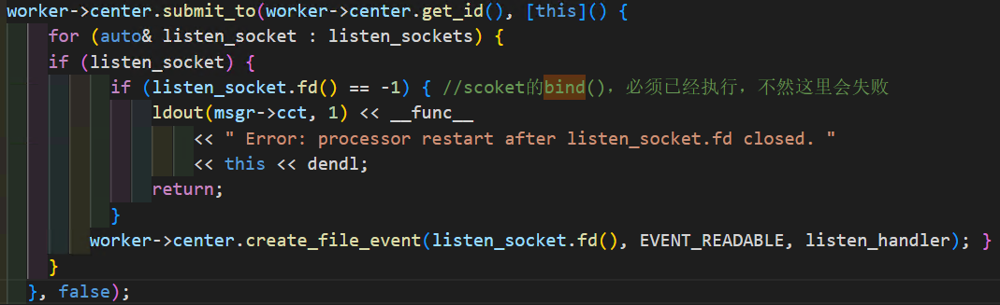 worker->center.submit_to(worker->center.get_id(), [this]() {
for (auto& listen_socket : listen_sockets) {
if (listen_socket) {
if (listen_socket.fd() == -1) { //scoket的bind()，必须已经执行，不然这里会失败
ldout(msgr->cct, 1) << __func__
<< " Error: processor restart after listen_socket.fd closed. "
<< this << dendl;
return;
}
worker->center.create_file_event(listen_socket.fd(), EVENT_READABLE, listen_handler); }
}
}, false);